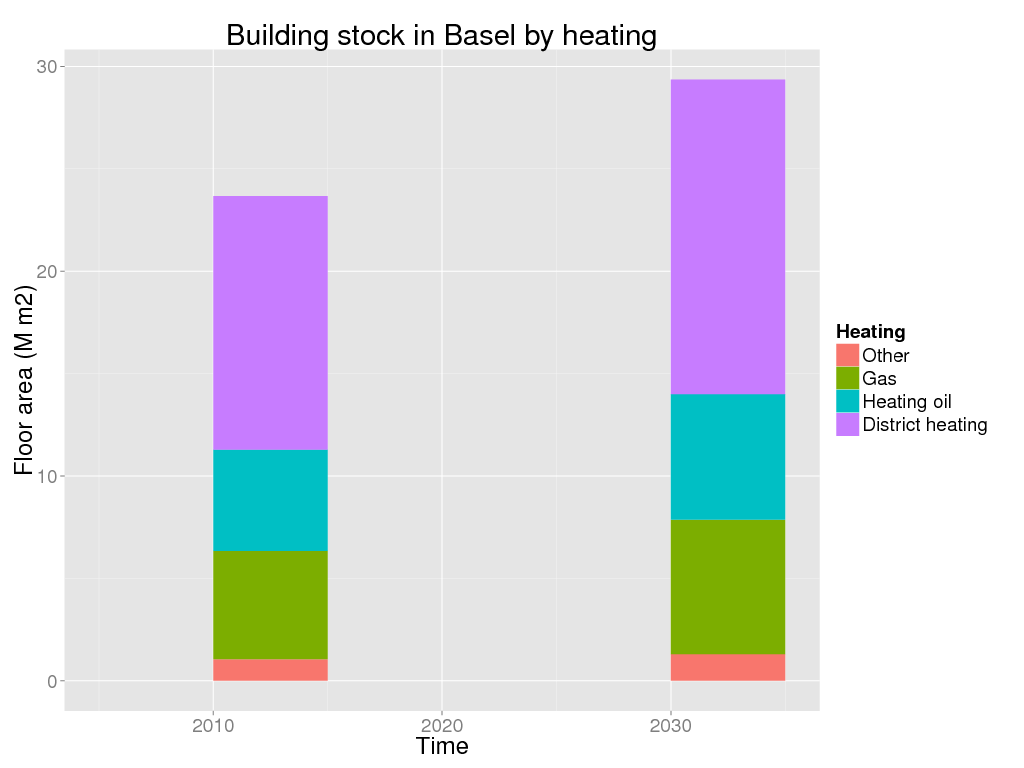 Building stock in Basel by heating
Floor area (M m2)
30
20
10
0
2010
2020
2030
Time
Heating
Other
Gas
Heating oil
District heating